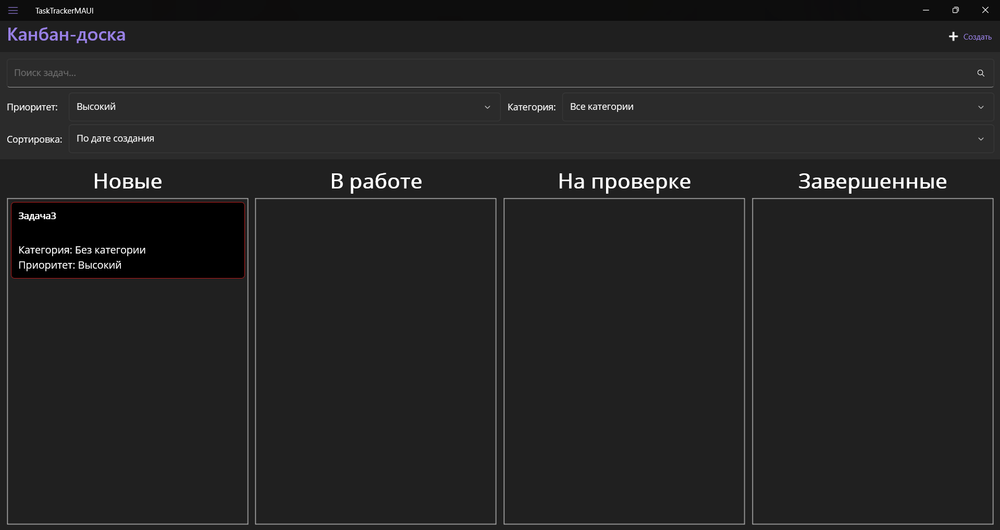 TaskTrackerMAUI
Канбан-доска
Создать
Поиск задач...
Приоритет: Высокий Категория: Все категории
Сортировка: По дате создания
Новые В работе На проверке Завершенные
Задача3
Категория: Без категории
Приоритет: Высокий